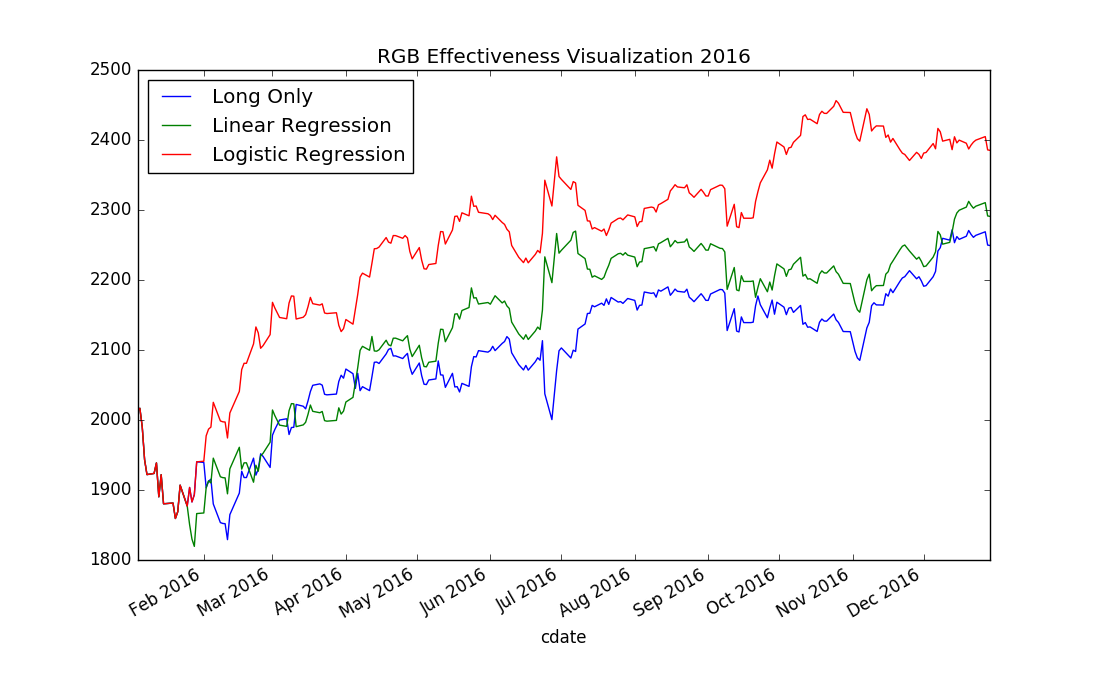 RGB Effectiveness Visualization 2016
2500
2400
2300
2200
2100
2000
1900
1800
Long Only
Linear Regression
Logistic Regression
Feb 2016
Mar 2016
Apr 2016
May 2016
Jun 2016
Jul 2016
Aug 2016
Sep 2016
Oct 2016
Nov 2016
Dec 2016
cdate